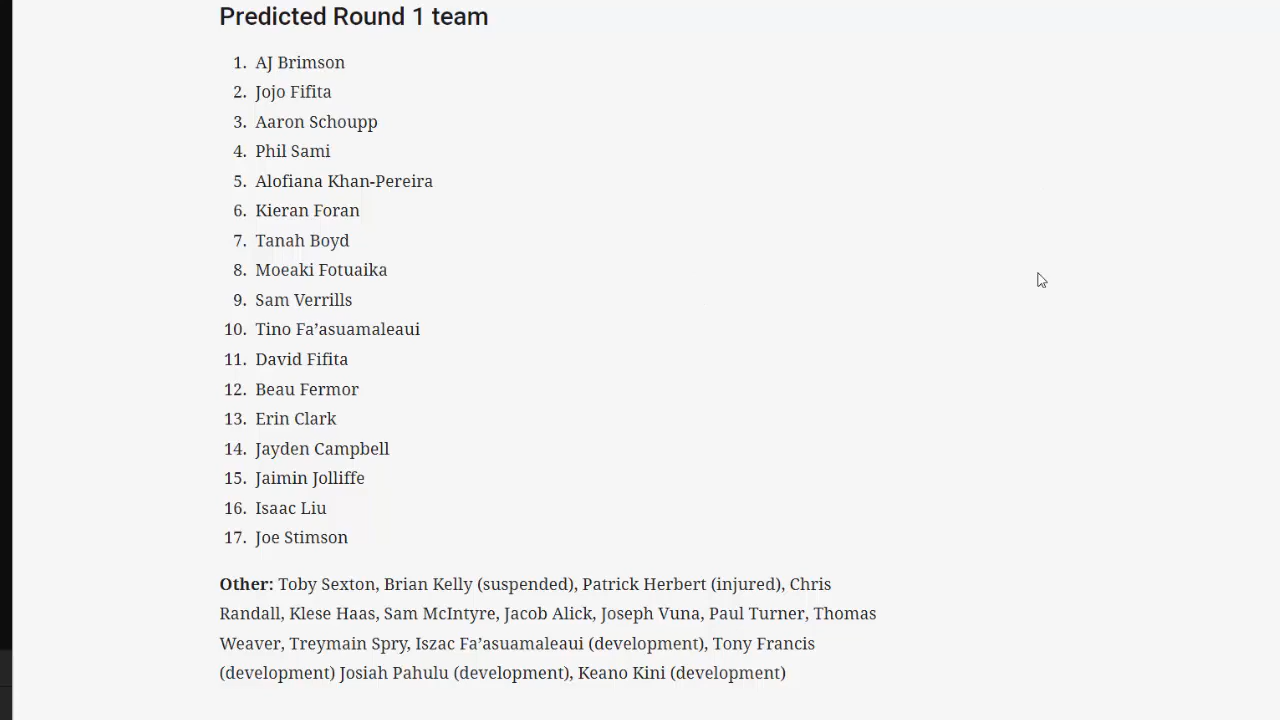 Predicted Round 1 team
1. AJ Brimson
2. Jojo Fifita
3. Aaron Schoupp
4. Phil Sami
5. Alofiana Khan-Pereira
6. Kieran Foran
7. Tanah Boyd
8. Moeaki Fotuaika
9. Sam Verrills
10. Tino Fa’asuamaleaui
11. David Fifita
12. Beau Fermor
13. Erin Clark
14. Jayden Campbell
15. Jaimin Jolliffe
16. Isaac Liu
17. Joe Stimson
Other: Toby Sexton, Brian Kelly (suspended), Patrick Herbert (injured), Chris
Randall, Klese Haas, Sam McIntyre, Jacob Alick, Joseph Vuna, Paul Turner, Thomas
Weaver, Treymain Spry, Iszac Fa’asuamaleaui (development), Tony Francis
(development) Josiah Pahulu (development), Keano Kini (development)